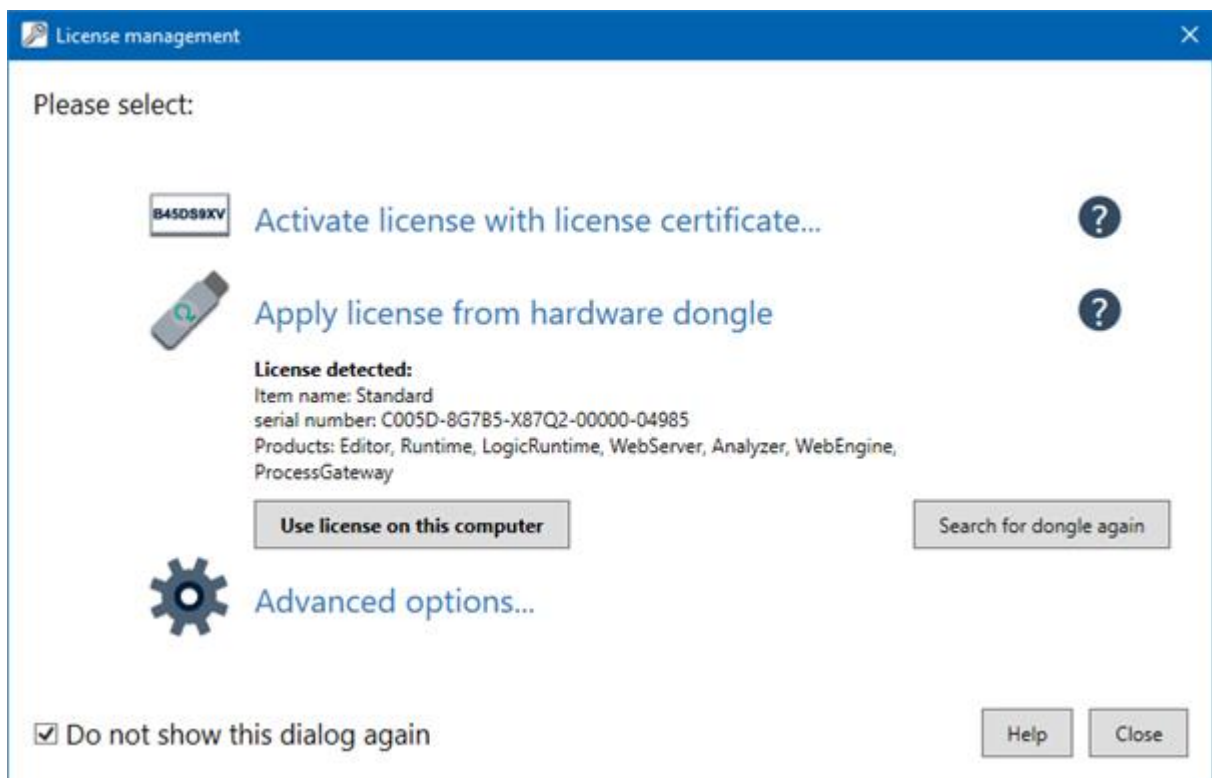 License management
Please select:
B45DS9XV
Activate license with license certificate...
?
Apply license from hardware dongle
?
License detected:
Item name: Standard
serial number: C005D-8G7B5-X87Q2-00000-04985
Products: Editor, Runtime, LogicRuntime, WebServer, Analyzer, WebEngine,
ProcessGateway
Use license on this computer
Search for dongle again
Advanced options...
Do not show this dialog again
Help
Close